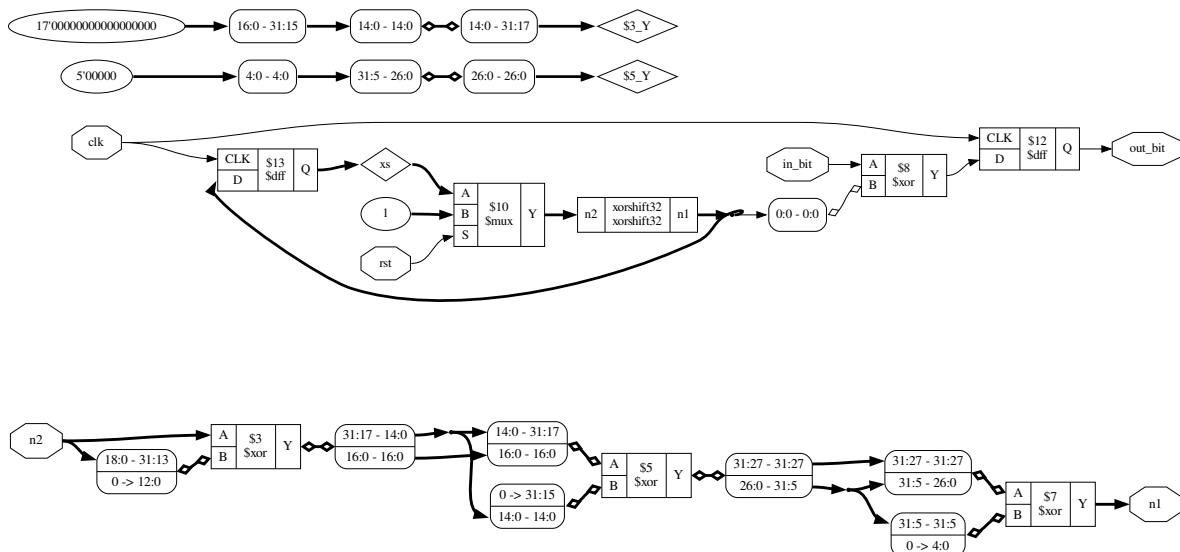 17'00000000000000000 16:0 - 31:15 14:0 - 14:0 14:0 - 31:17 $3_Y
5'00000 4:0 - 4:0 31:5 - 26:0 26:0 - 26:0 $5_Y
clk
CLK D $13 $dff Q
xs
1
rst
A B S $10 $mux Y
n2 xorshift32 xorshift32 n1
0:0 - 0:0
in_bit
A B $8 $xor Y
CLK D $12 $dff Q
out_bit
n2
18:0 - 31:13
0 -> 12:0
A B $3 $xor Y
31:17 - 14:0
16:0 - 16:0
14:0 - 31:17
16:0 - 16:0
0 -> 31:15
14:0 - 14:0
A B $5 $xor Y
31:27 - 31:27
26:0 - 31:5
31:27 - 31:27
31:5 - 26:0
31:5 - 31:5
0 -> 4:0
A B $7 $xor Y
n1